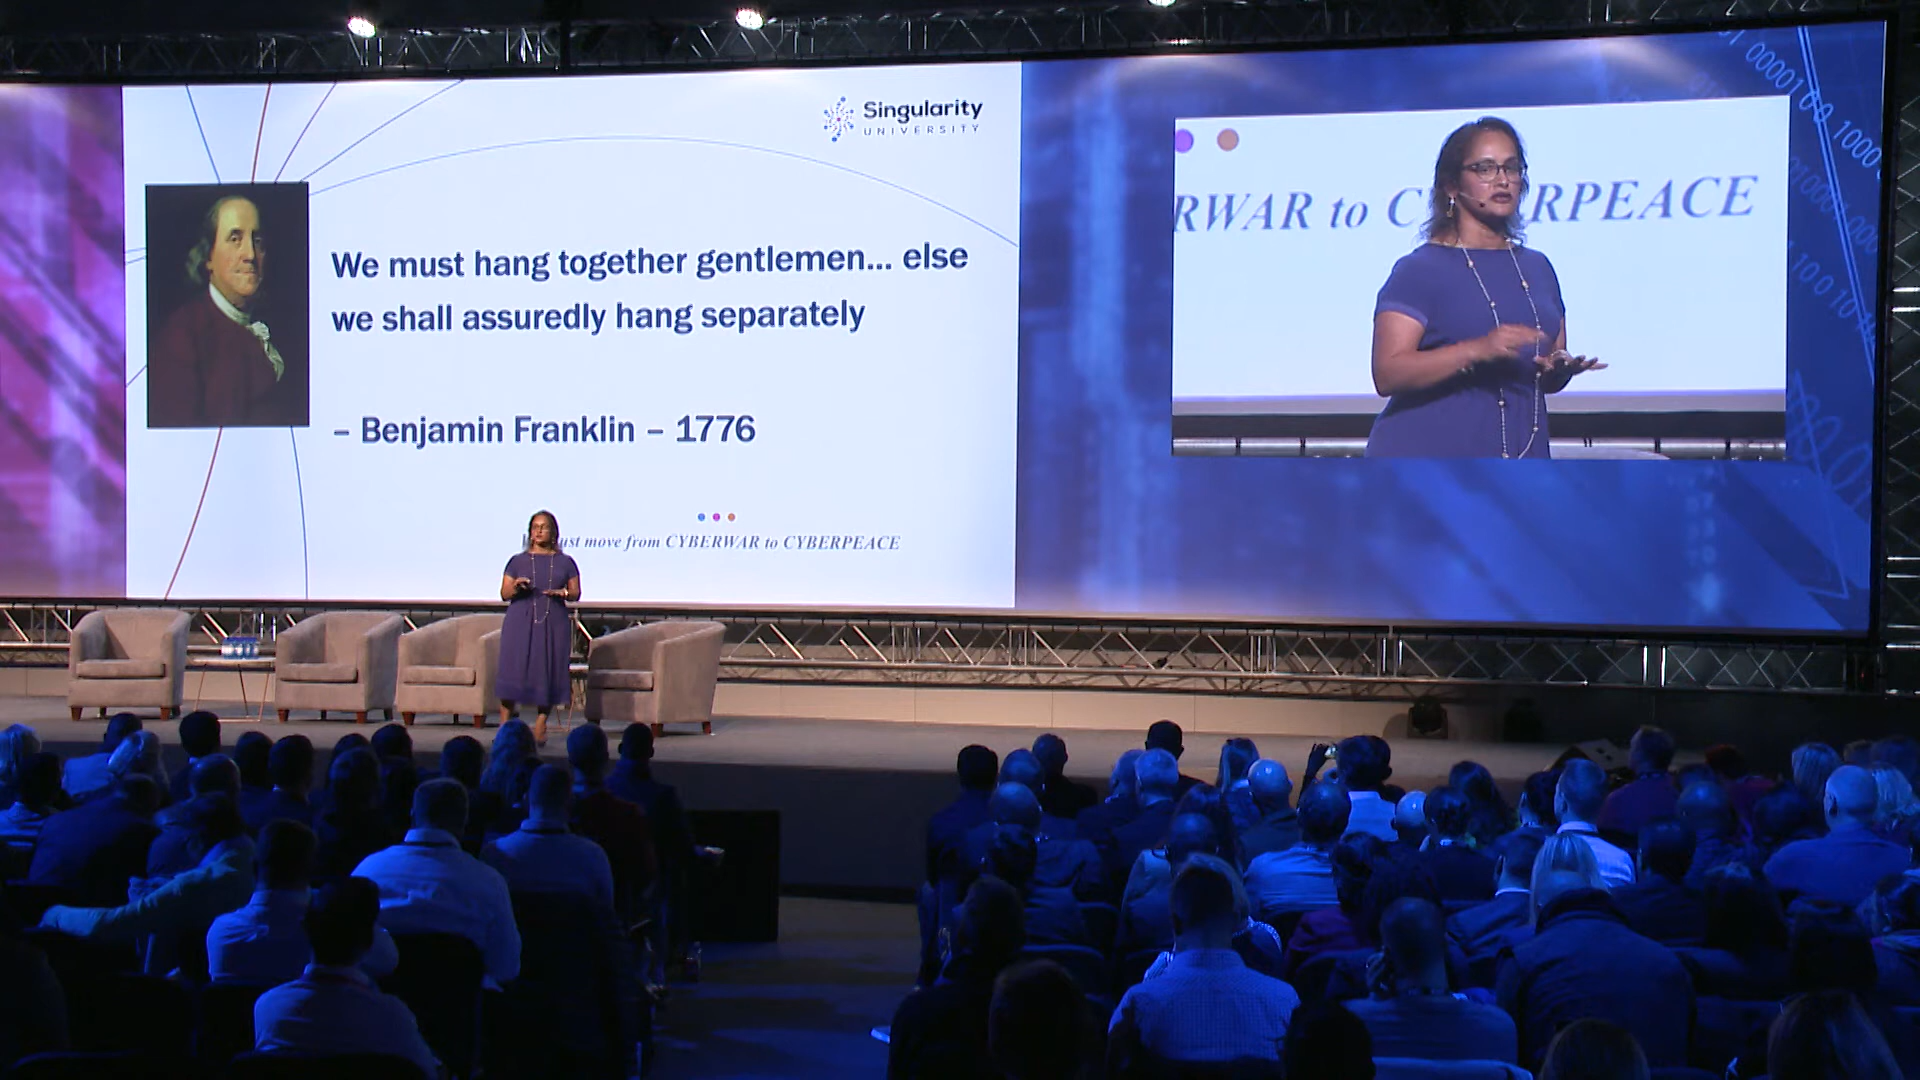 Singularity
UNIVERSITY
We must hang together gentlemen... else
we shall assuredly hang separately
– Benjamin Franklin – 1776
move from CYBERWAR to CYBERPEACE
RWAR to C RPEACE